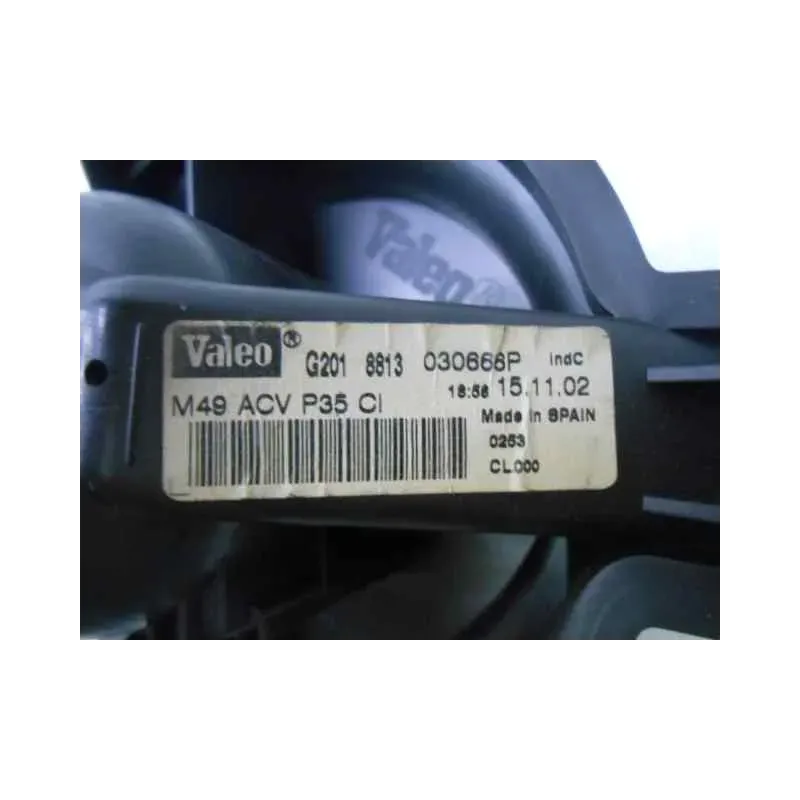 Valeo®
Valeo® G201 8813 030668P indC
M49 ACV P35 CI 18:58 15.11.02
Made in SPAIN
0253
CL000